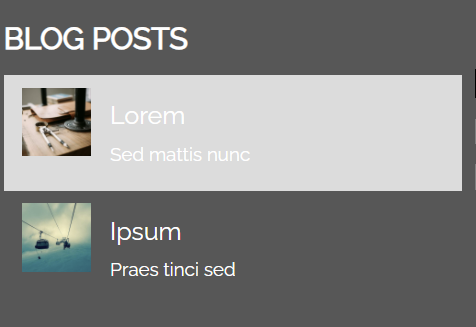 BLOG POSTS
Lorem
Sed mattis nunc
Ipsum
Praes tinci sed